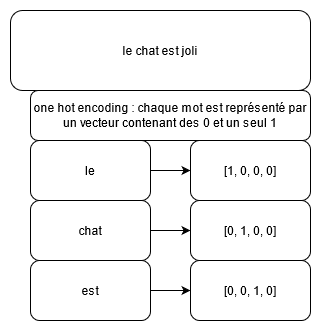 le chat est joli
one hot encoding : chaque mot est représenté par
un vecteur contenant des 0 et un seul 1
le [1, 0, 0, 0]
chat [0, 1, 0, 0]
est [0, 0, 1, 0]